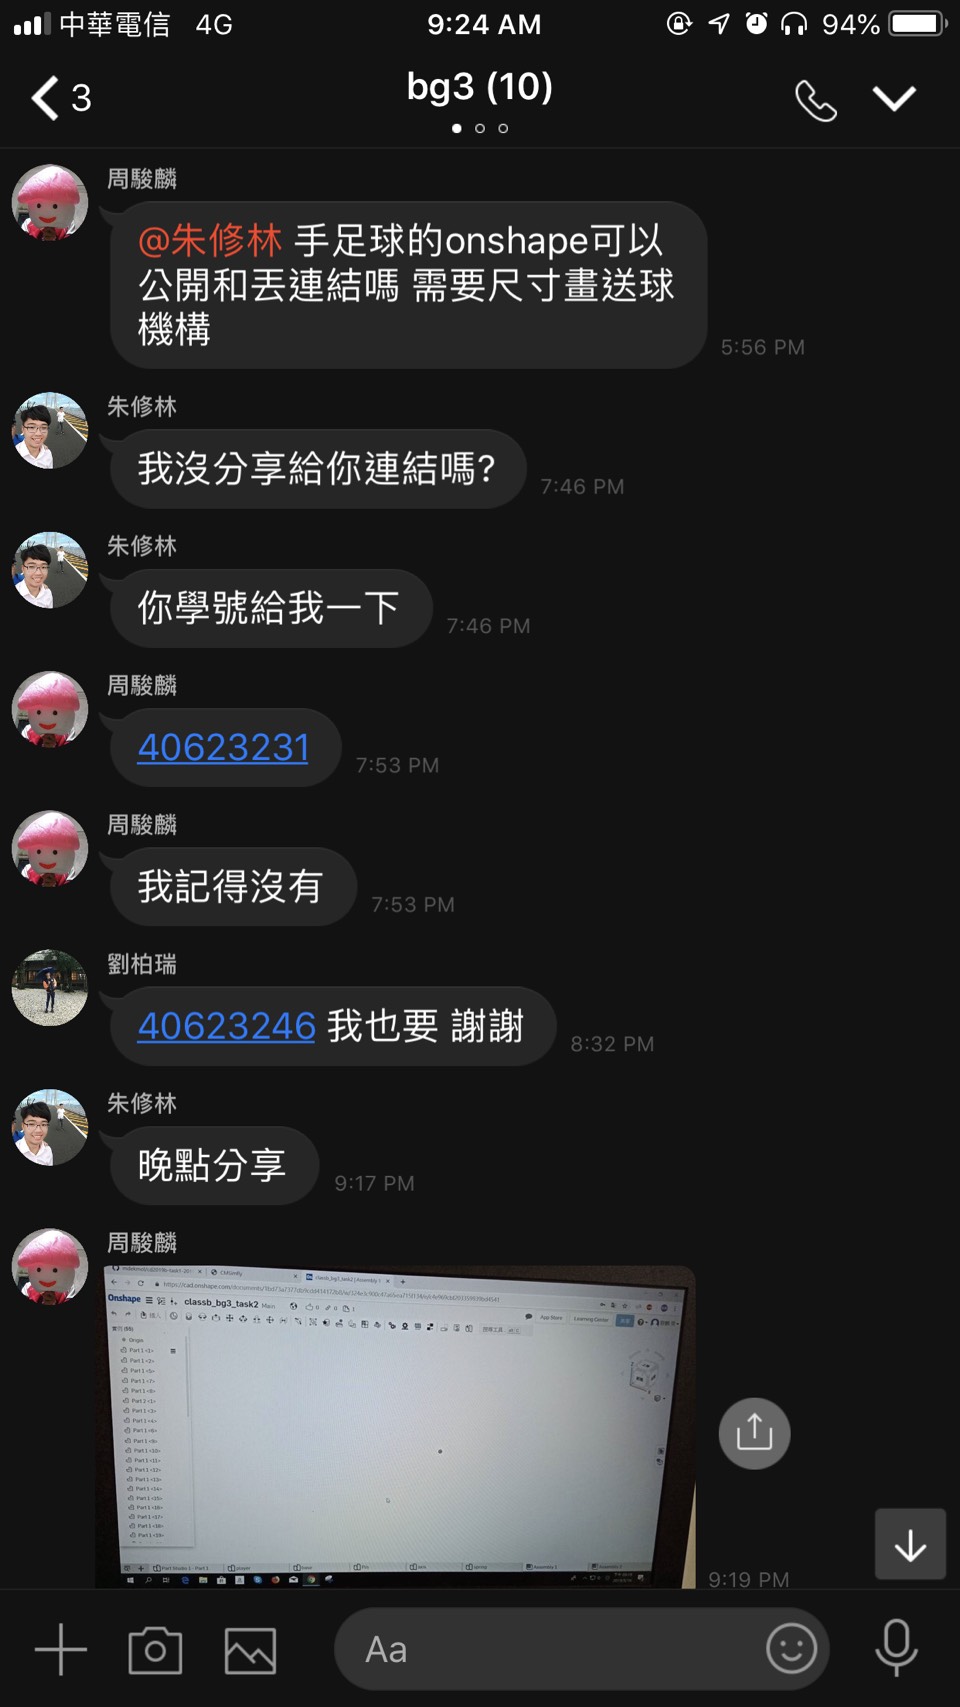 中華電信 4G 9:24 AM 94%
3 bg3 (10)
周駿麟
@朱修林 手足球的onshape可以
公開和丟連結嗎 需要尺寸畫送球
機構
5:56 PM
朱修林
我沒分享給你連結嗎?
7:46 PM
朱修林
你學號給我一下
7:46 PM
周駿麟
40623231
7:53 PM
周駿麟
我記得沒有
7:53 PM
劉柏瑞
40623246 我也要 謝謝
8:32 PM
朱修林
晚點分享
9:17 PM
周駿麟
Onshape classb_bg3_task2 Main
App Store Learning Center
Origin
9:19 PM
Aa